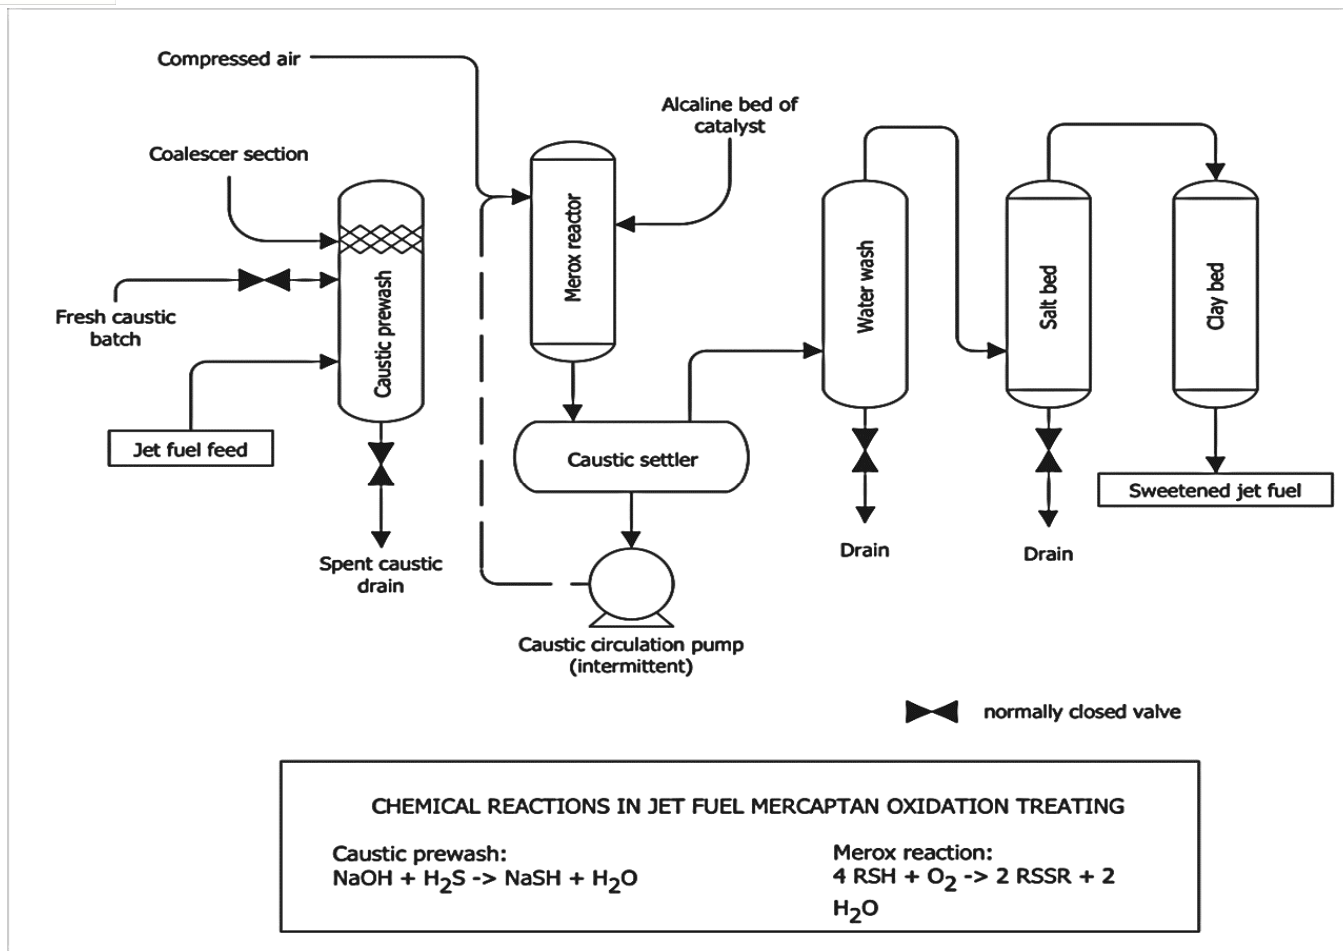 Compressed air
Alcaline bed of
catalyst
Coalescer section
Fresh caustic
batch
Jet fuel feed
Caustic prewash
Spent caustic
drain
Merox reactor
Caustic settler
Caustic circulation pump
(intermittent)
Water wash
Drain
Salt bed
Drain
Clay bed
Sweetened jet fuel
normally closed valve
CHEMICAL REACTIONS IN JET FUEL MERCAPTAN OXIDATION TREATING
Caustic prewash:
NaOH + H₂S -> NaSH + H₂O
Merox reaction:
4 RSH + O₂ -> 2 RSSR + 2
H₂O